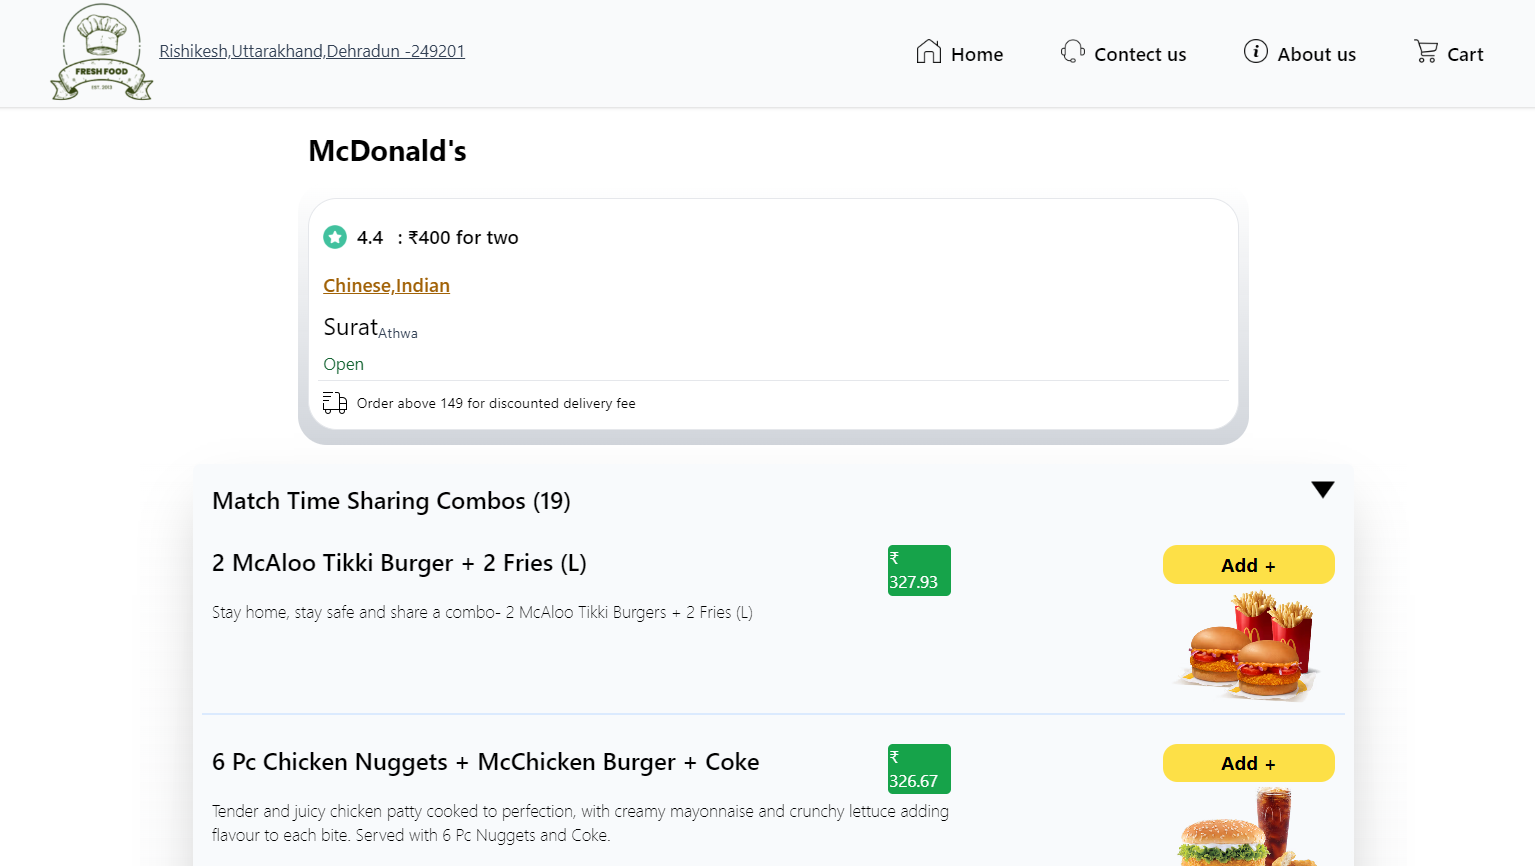 FRESH FOOD
EST. 2013
Rishikesh,Uttarakhand,Dehradun -249201
Home
Contect us
About us
Cart
McDonald's
4.4 : ₹400 for two
Chinese,Indian
Surat Athwa
Open
Order above 149 for discounted delivery fee
Match Time Sharing Combos (19)
2 McAloo Tikki Burger + 2 Fries (L)
₹
327.93
Add +
Stay home, stay safe and share a combo- 2 McAloo Tikki Burgers + 2 Fries (L)
6 Pc Chicken Nuggets + McChicken Burger + Coke
₹
326.67
Add +
Tender and juicy chicken patty cooked to perfection, with creamy mayonnaise and crunchy lettuce adding
flavour to each bite. Served with 6 Pc Nuggets and Coke.